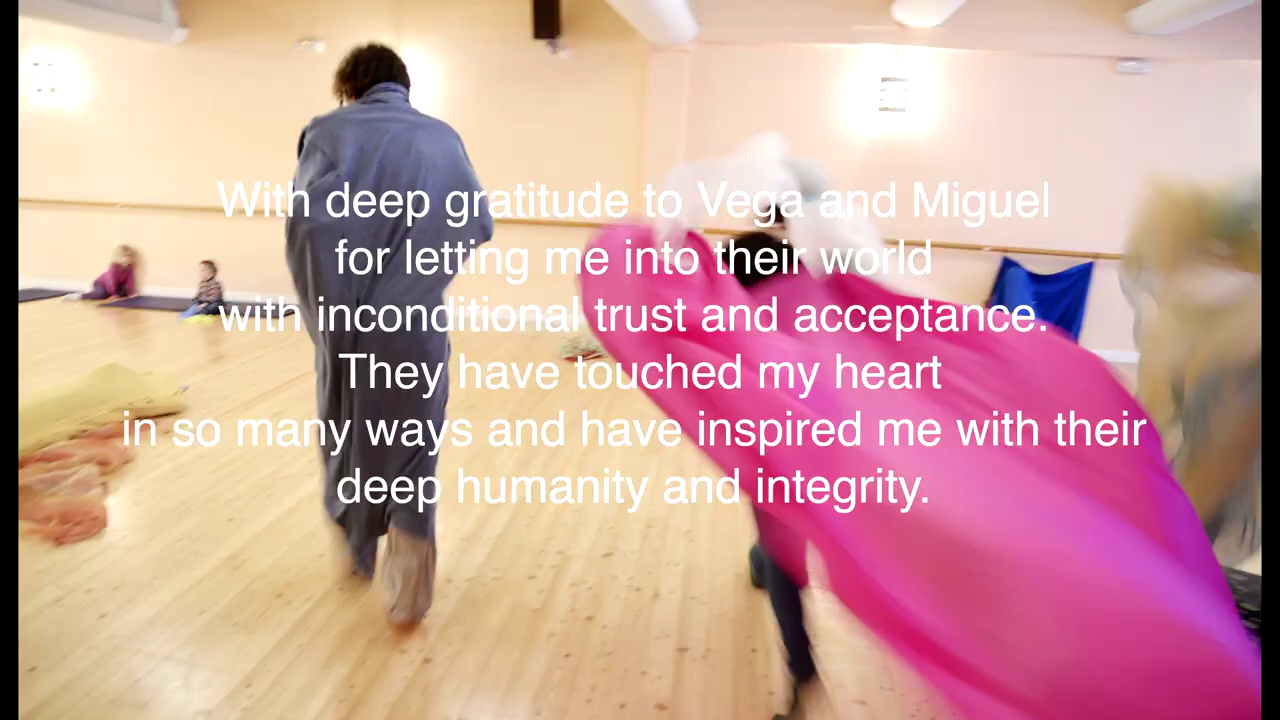 With deep gratitude to Vega and Miguel
for letting me into their world
with inconditional trust and acceptance.
They have touched my heart
in so many ways and have inspired me with their
deep humanity and integrity.